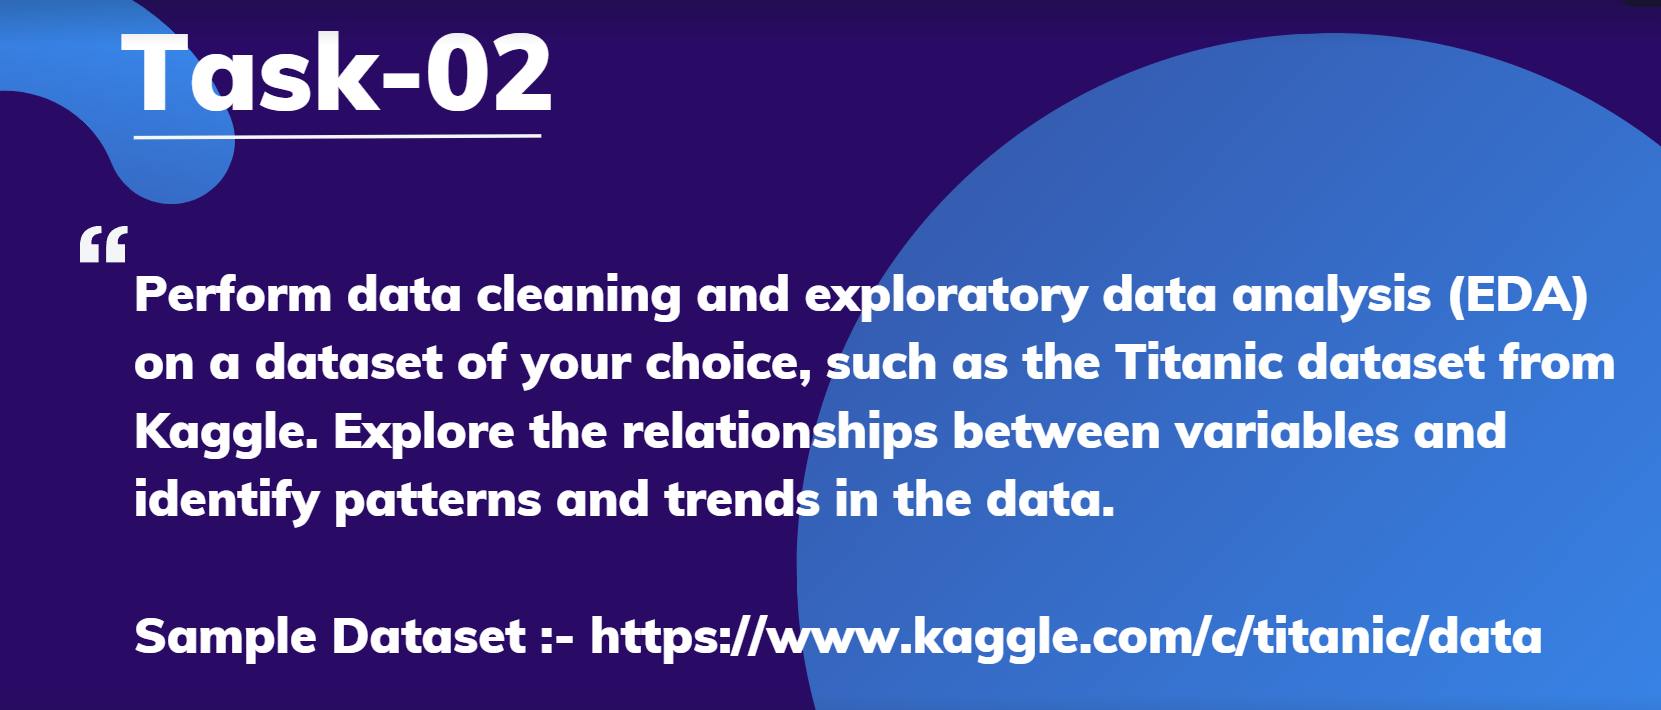 Task-02
“
Perform data cleaning and exploratory data analysis (EDA)
on a dataset of your choice, such as the Titanic dataset from
Kaggle. Explore the relationships between variables and
identify patterns and trends in the data.
Sample Dataset :- https://www.kaggle.com/c/titanic/data